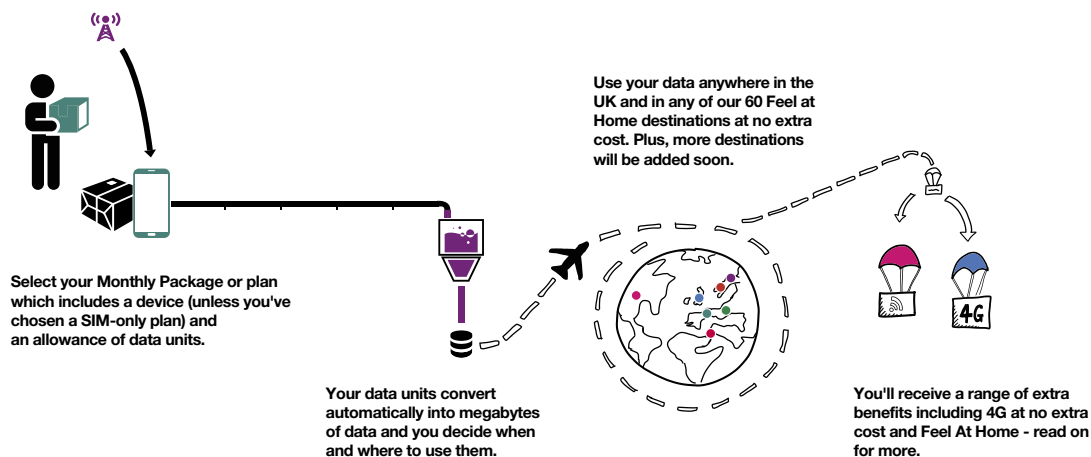 Select your Monthly Package or plan
which includes a device (unless you've
chosen a SIM-only plan) and
an allowance of data units.
Your data units convert
automatically into megabytes
of data and you decide when
and where to use them.
Use your data anywhere in the
UK and in any of our 60 Feel at
Home destinations at no extra
cost. Plus, more destinations
will be added soon.
4G
You'll receive a range of extra
benefits including 4G at no extra
cost and Feel At Home - read on
for more.